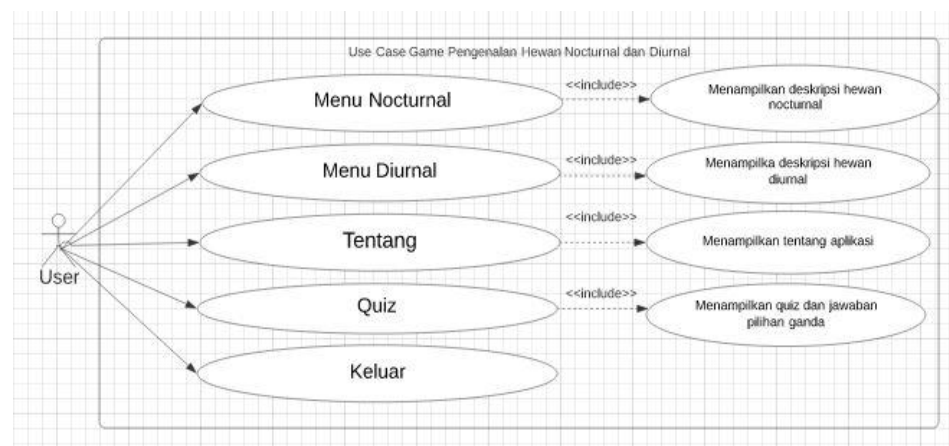 Use Case Game Pengenalan Hewan Nocturnal dan Diurnal
Menu Nocturnal
<<include>>
Menampilkan deskripsi hewan
nocturnal
Menu Diurnal
<<include>>
Menampilka deskripsi hewan
diurnal
Tentang
<<include>>
Menampilkan tentang aplikasi
User
Quiz
<<include>>
Menampilkan quiz dan jawaban
pilihan ganda
Keluar